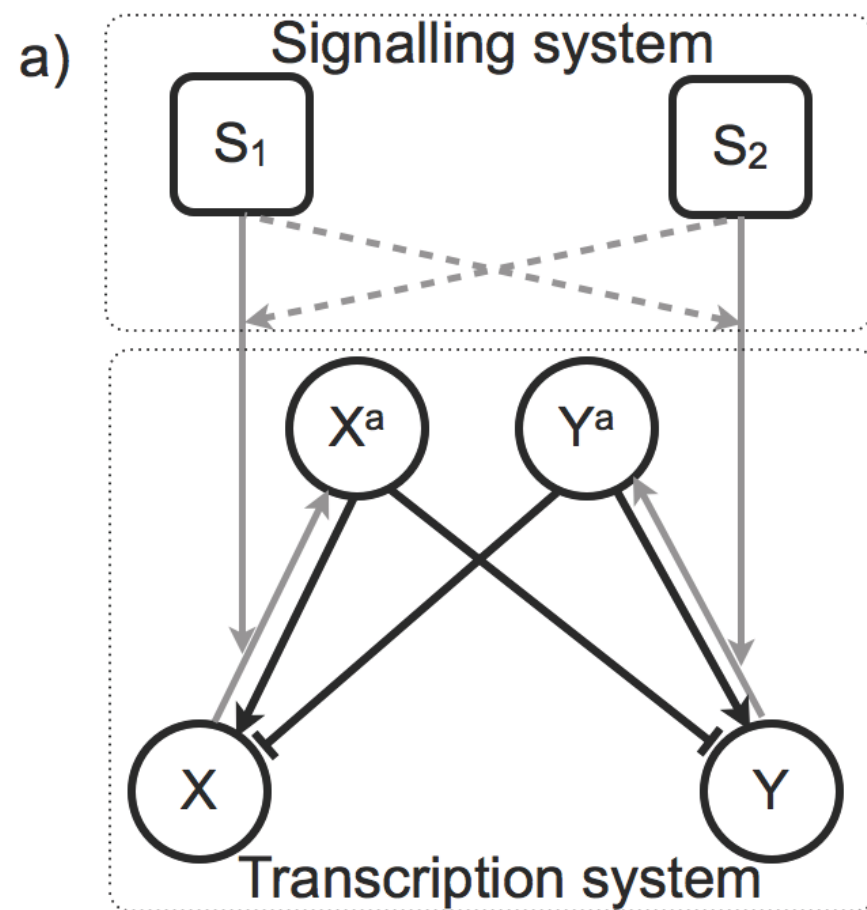 a)
Signalling system
S₁
S₂
Xᵃ
Yᵃ
X
Y
Transcription system